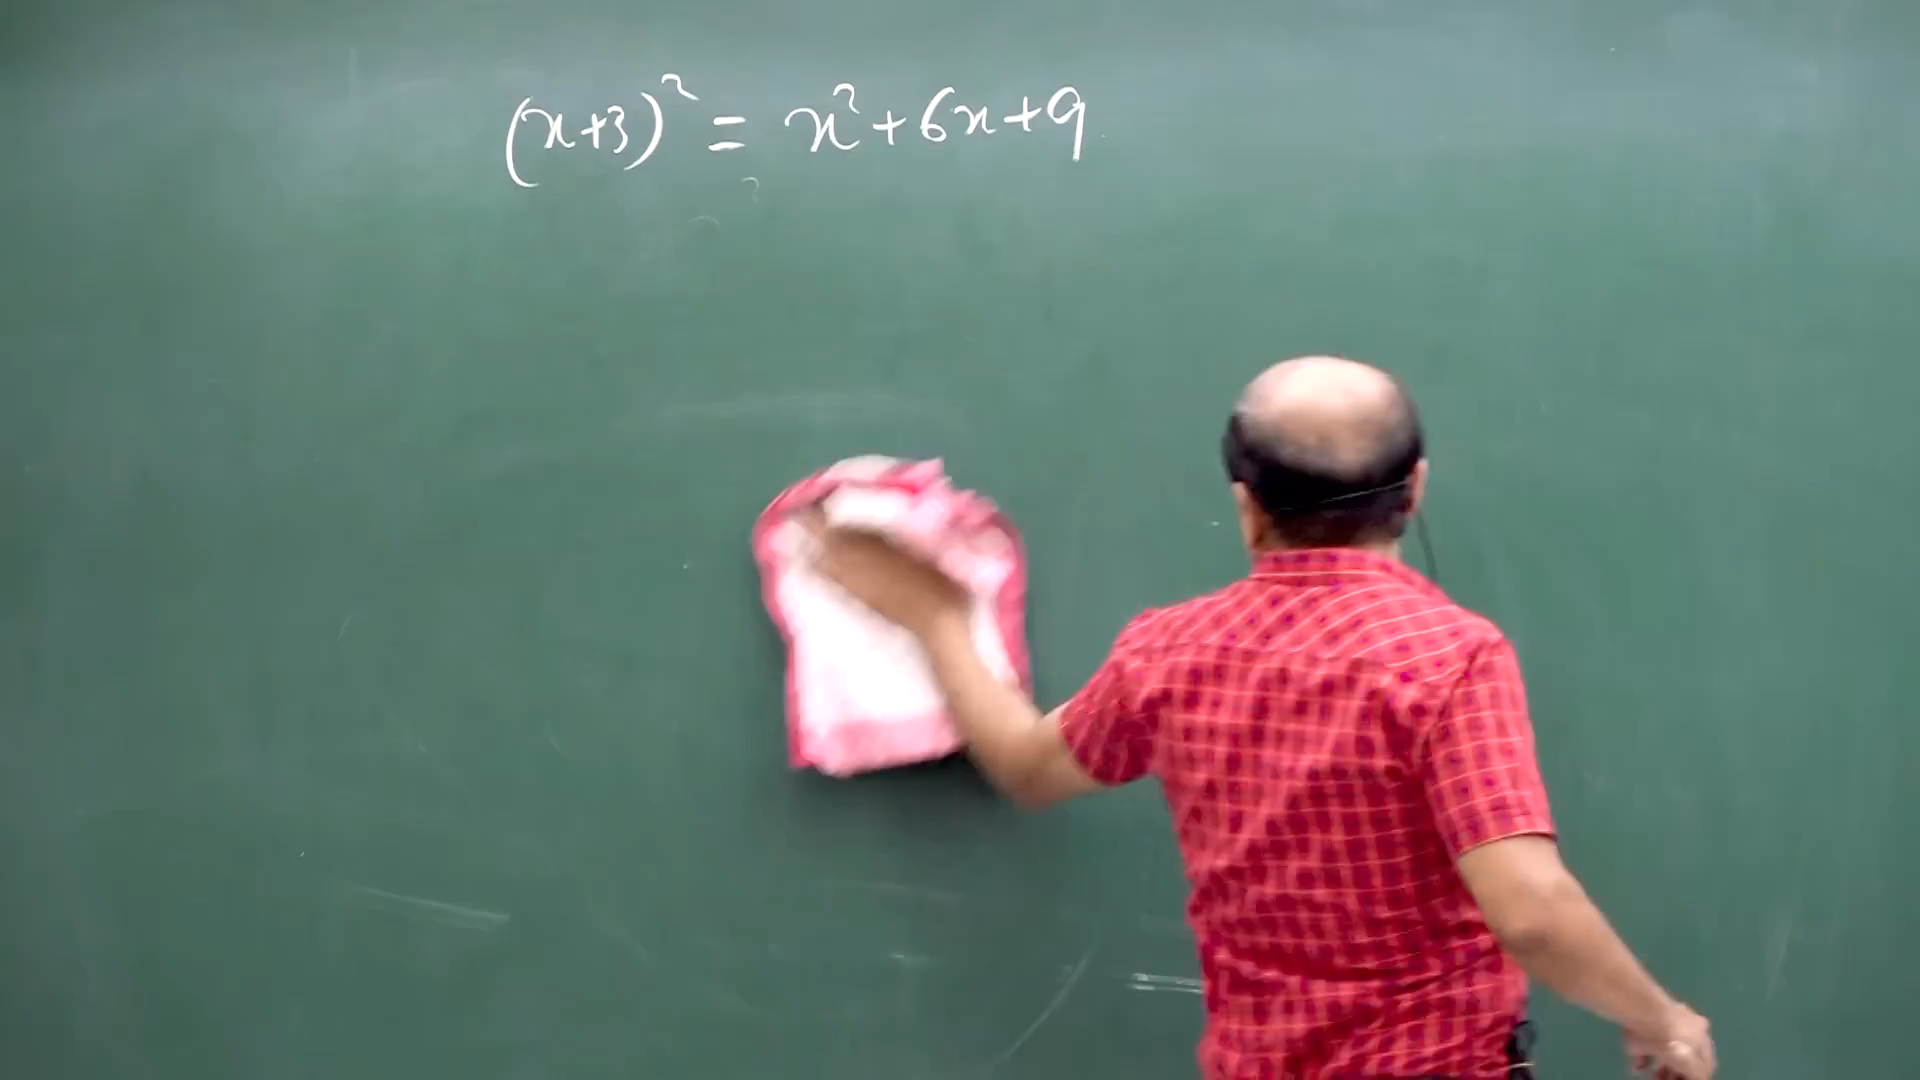 (x+3)² = x²+6x+9